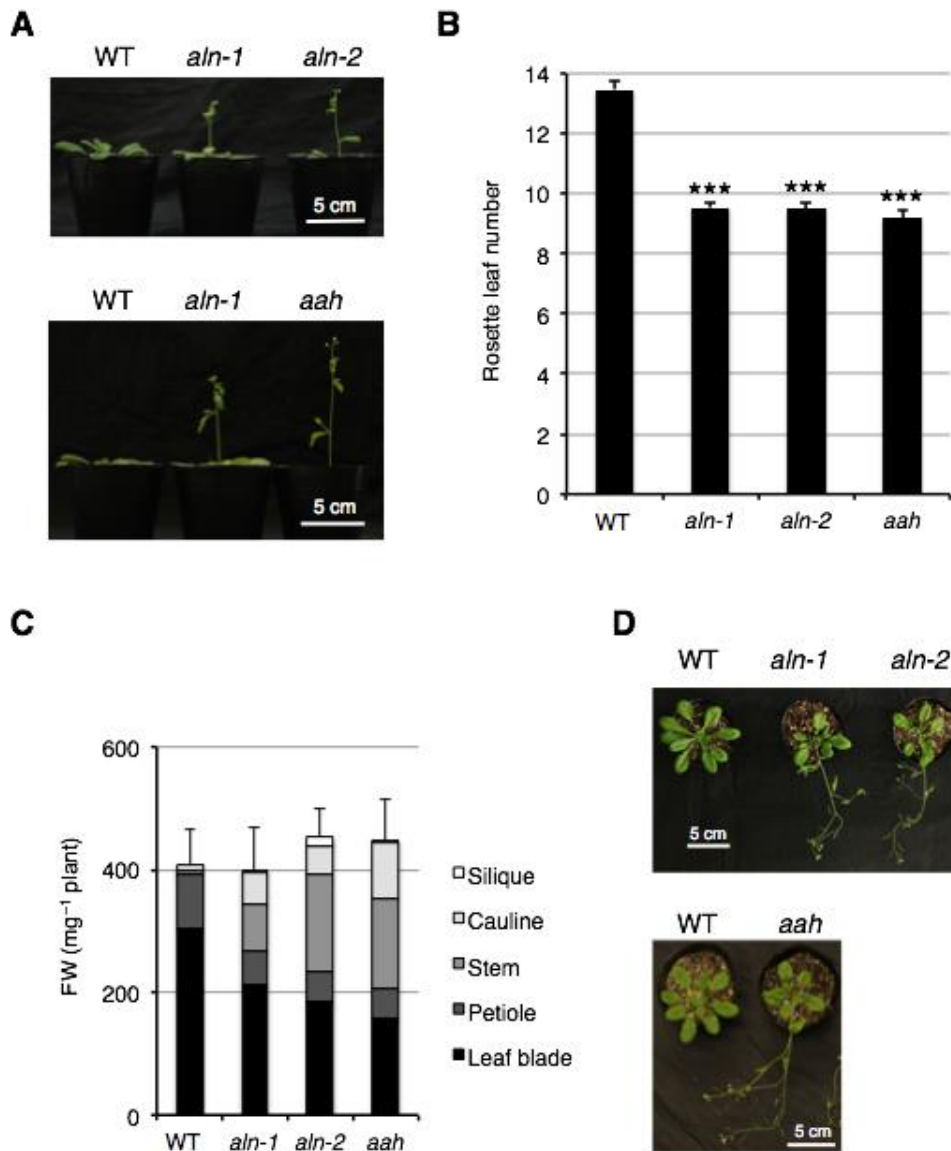 A
WT aln-1 aln-2
5 cm
WT aln-1 aah
5 cm
B
14
12
10
8
6
4
2
0
Rosette leaf number
★★★ ★★★ ★★★
WT aln-1 aln-2 aah
C
600
400
200
0
FW (mg⁻¹ plant)
WT aln-1 aln-2 aah
Silique
Cauline
Stem
Petiole
Leaf blade
D
WT aln-1 aln-2
5 cm
WT aah
5 cm